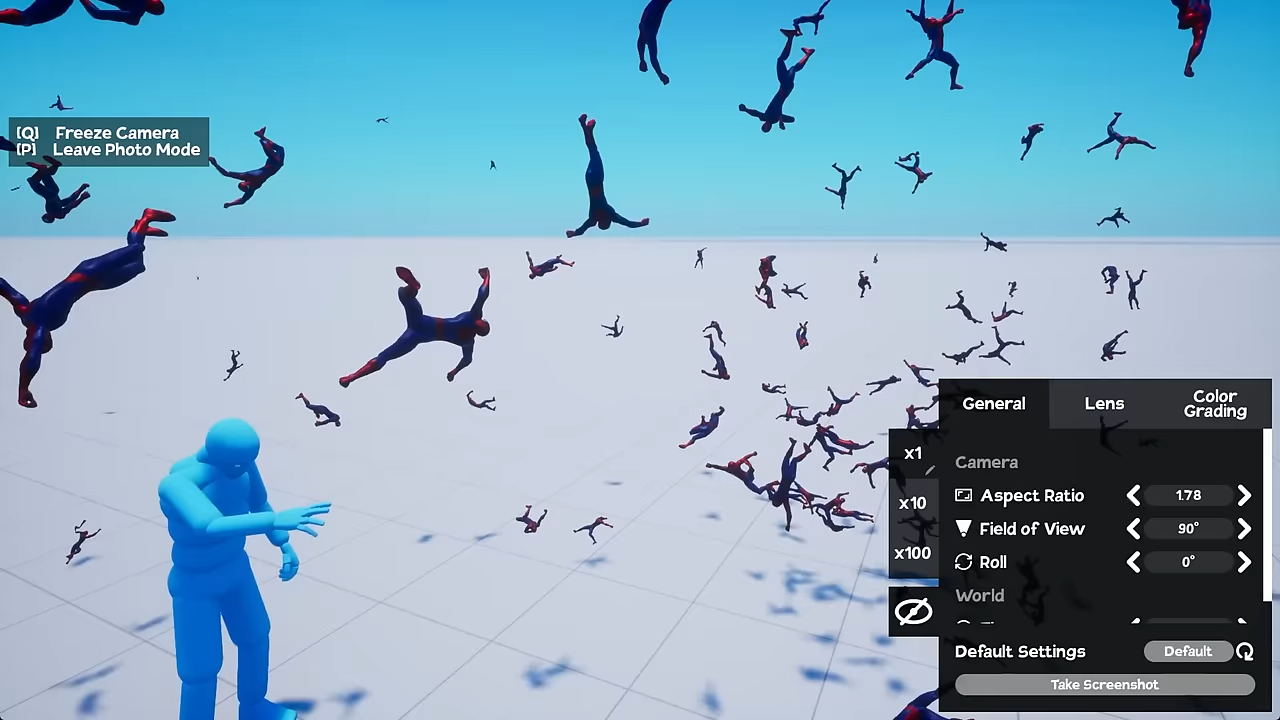 [Q] Freeze Camera
[P] Leave Photo Mode
General Lens Color Grading
x1
x10
x100
Camera
Aspect Ratio 1.78
Field of View 90°
Roll 0°
World
Default Settings Default
Take Screenshot